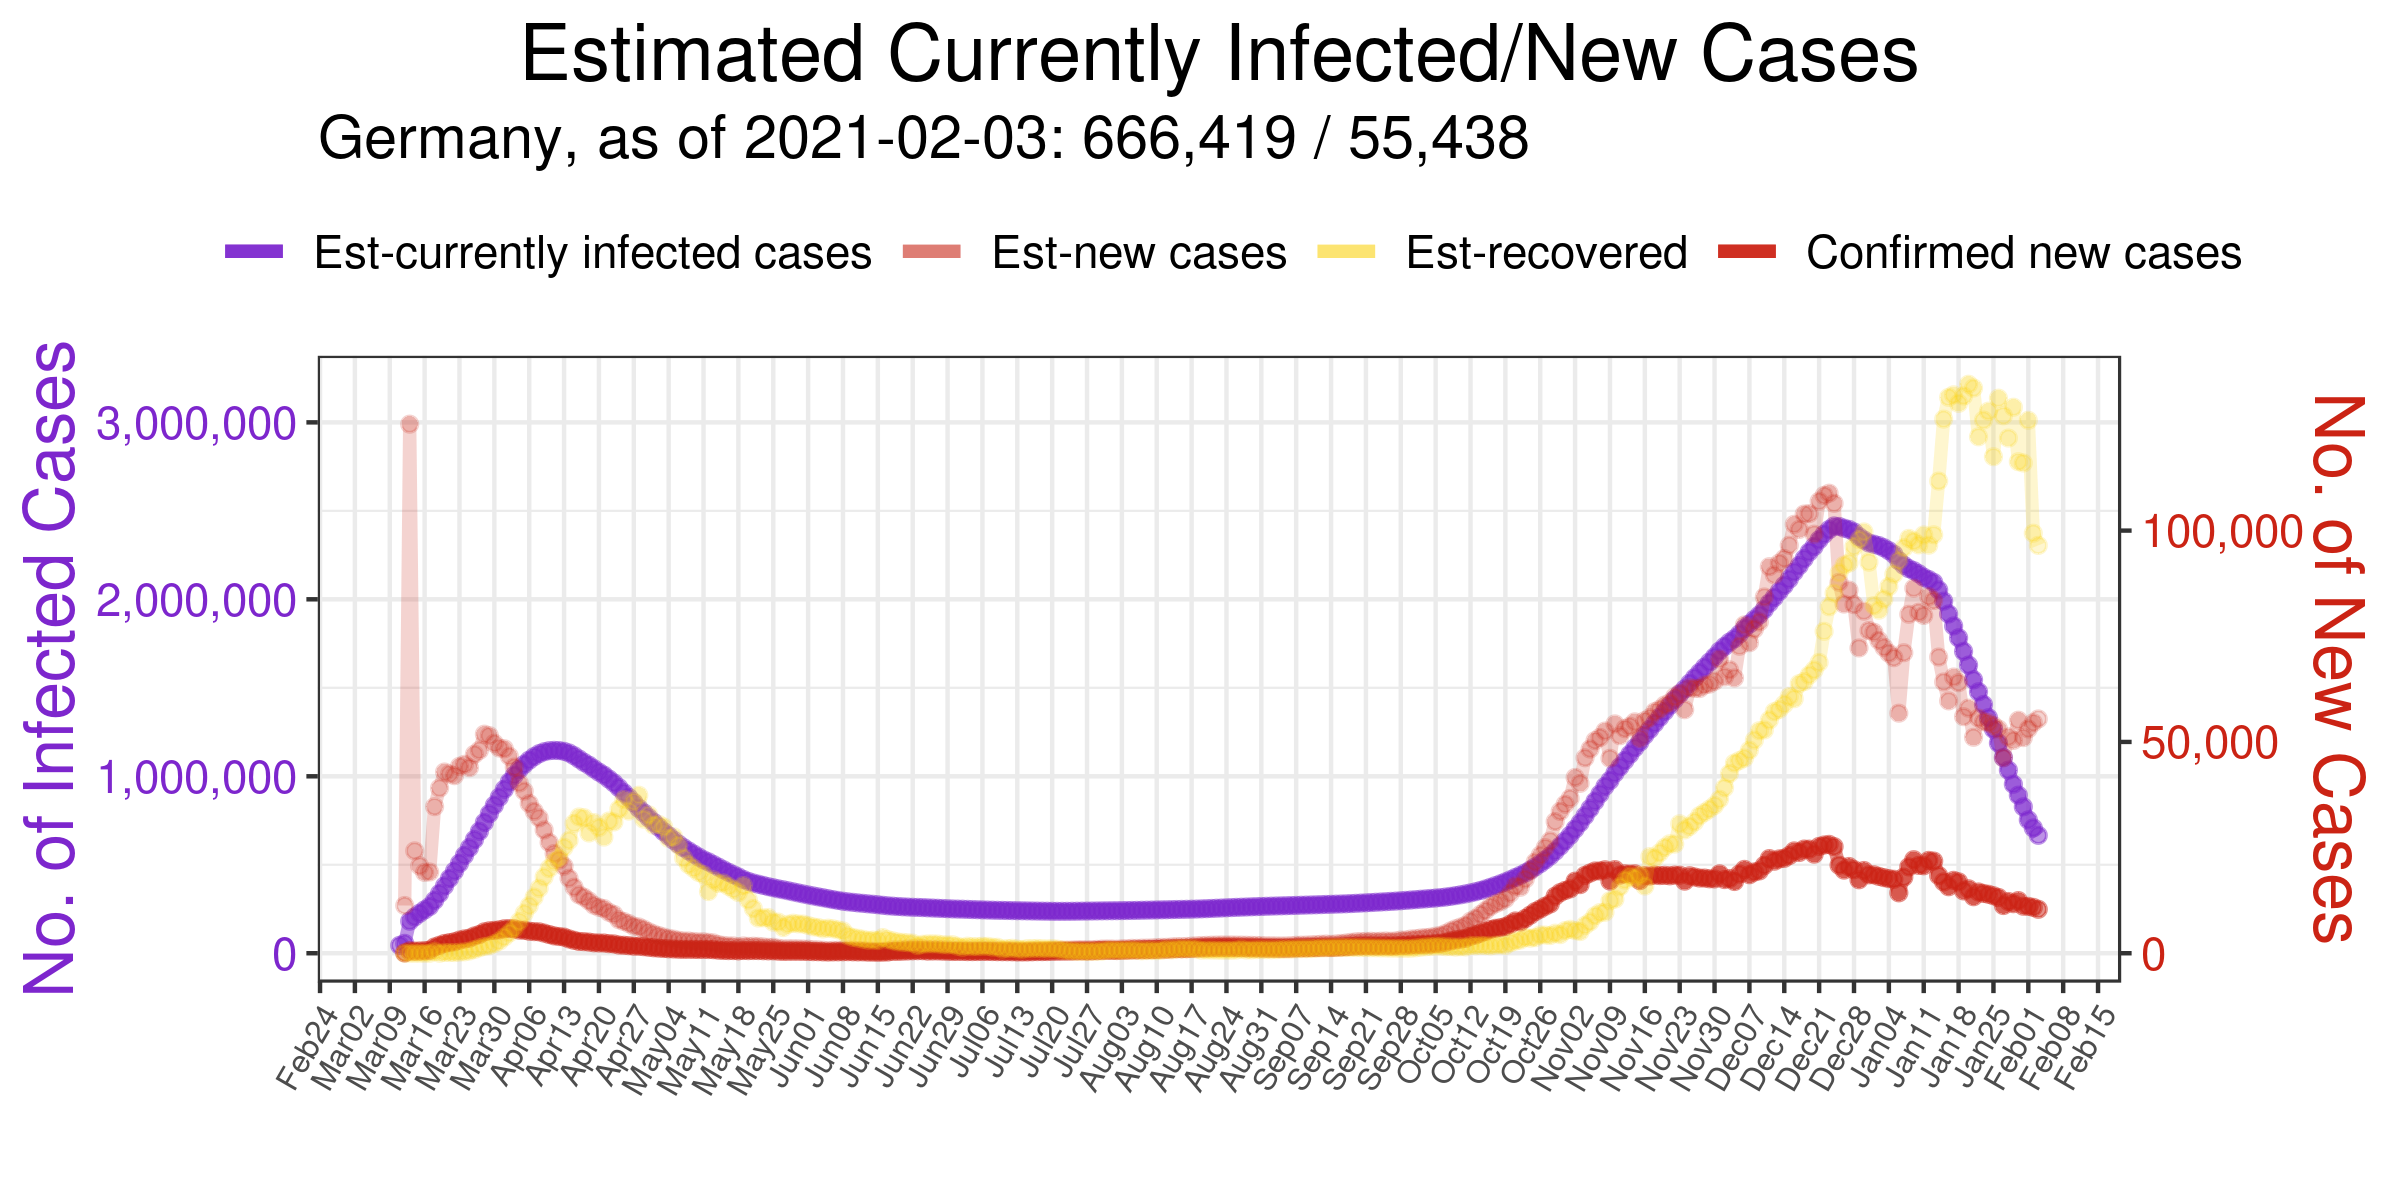 Estimated Currently Infected/New Cases
Germany, as of 2021-02-03: 666,419 / 55,438
Est-currently infected cases Est-new cases Est-recovered Confirmed new cases
No. of Infected Cases
3,000,000
2,000,000
1,000,000
0
No. of New Cases
100,000
50,000
0
Feb24 Mar02 Mar09 Mar16 Mar23 Mar30 Apr06 Apr13 Apr20 Apr27 May04 May11 May18 May25 Jun01 Jun08 Jun15 Jun22 Jun29 Jul06 Jul13 Jul20 Jul27 Aug03 Aug10 Aug17 Aug24 Aug31 Sep07 Sep14 Sep21 Sep28 Oct05 Oct12 Oct19 Oct26 Nov02 Nov09 Nov16 Nov23 Nov30 Dec07 Dec14 Dec21 Dec28 Jan04 Jan11 Jan18 Jan25 Feb01 Feb08 Feb15